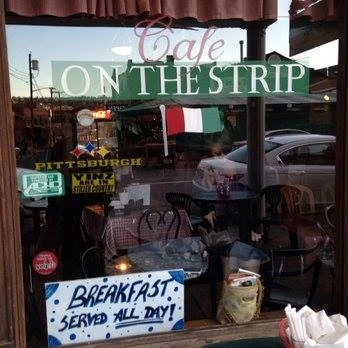 Cafe
ON THE STRIP
PITTSBURGH
BREAKFAST
SERVED ALL DAY!